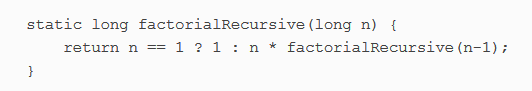 static long factorialRecursive(long n) {
    return n == 1 ? 1 : n * factorialRecursive(n-1);
}